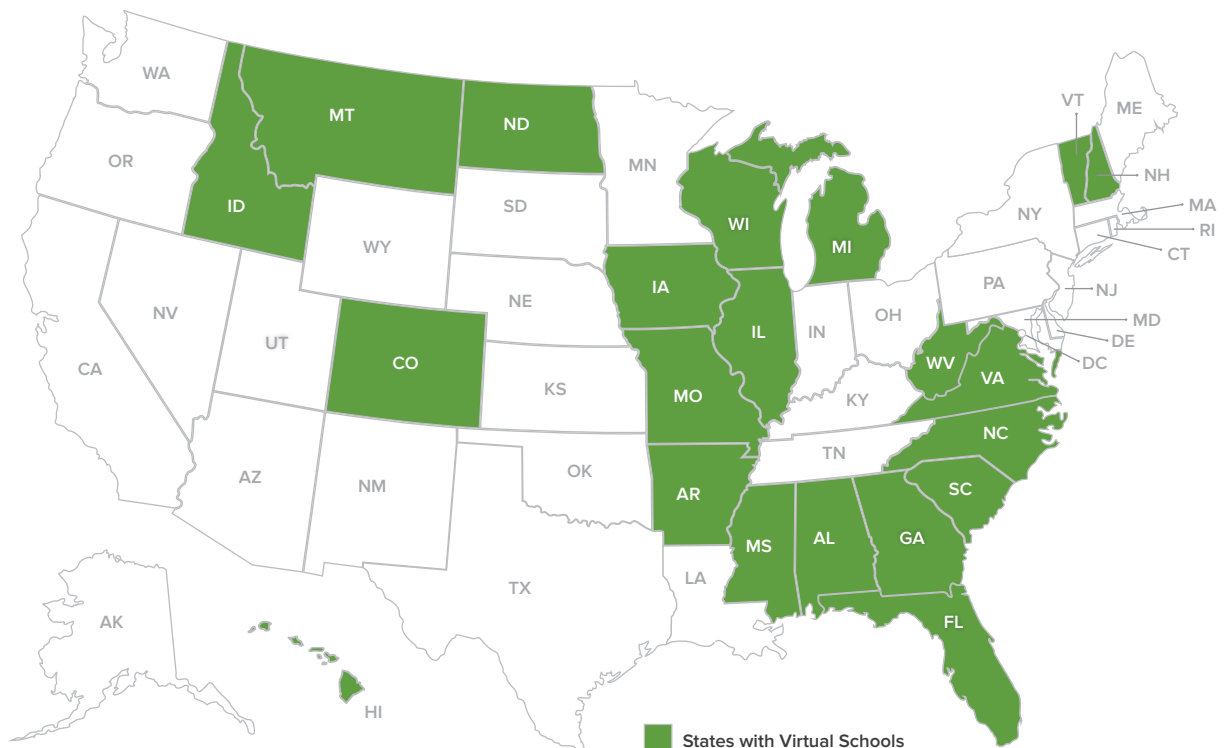 WA
MT
ND
MN
VT
ME
OR
ID
SD
WI
MI
NY
NH
MA
RI
CT
WY
IA
NE
PA
NJ
NV
UT
CO
IL
IN
OH
MD
DE
DC
CA
KS
MO
WV
VA
KY
AZ
NM
OK
AR
TN
NC
SC
MS
AL
GA
TX
LA
FL
AK
HI
States with Virtual Schools